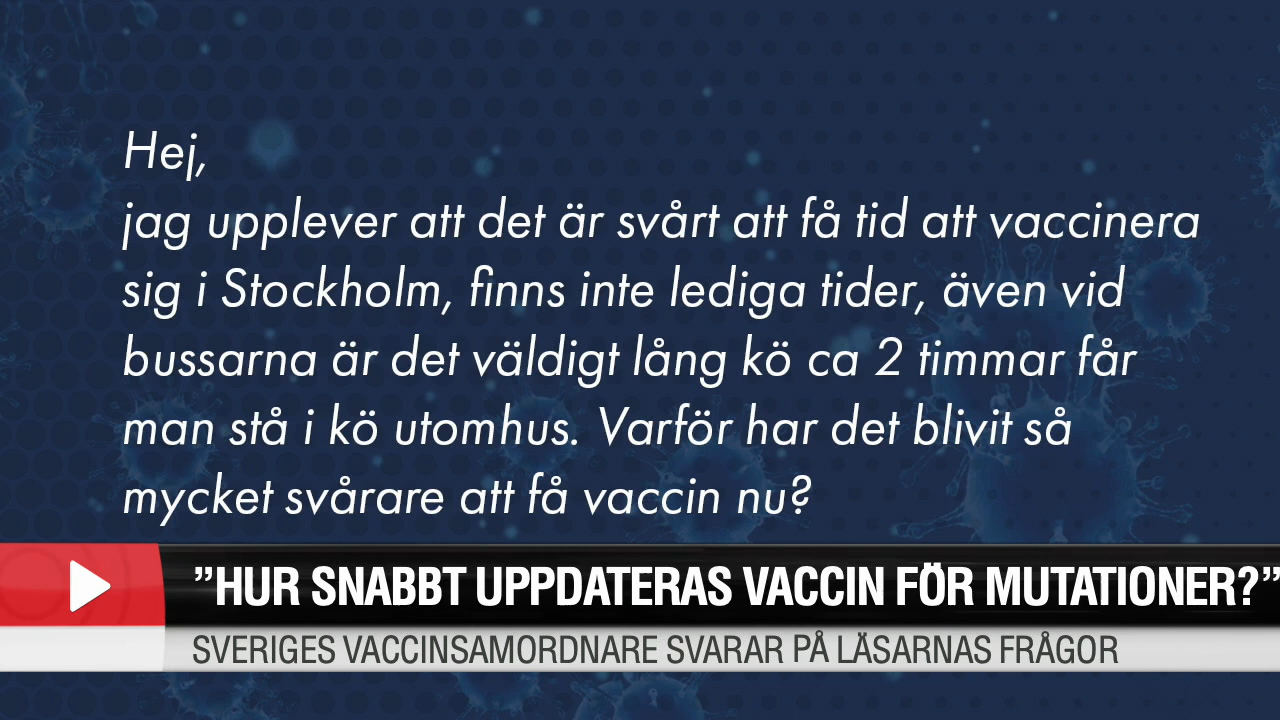 Hej,
jag upplever att det är svårt att få tid att vaccinera
sig i Stockholm, finns inte lediga tider, även vid
bussarna är det väldigt lång kö ca 2 timmar får
man stå i kö utomhus. Varför har det blivit så
mycket svårare att få vaccin nu?
”HUR SNABBT UPPDATERAS VACCIN FÖR MUTATIONER?”
SVERIGES VACCINSAMORDNARE SVARAR PÅ LÄSARNAS FRÅGOR